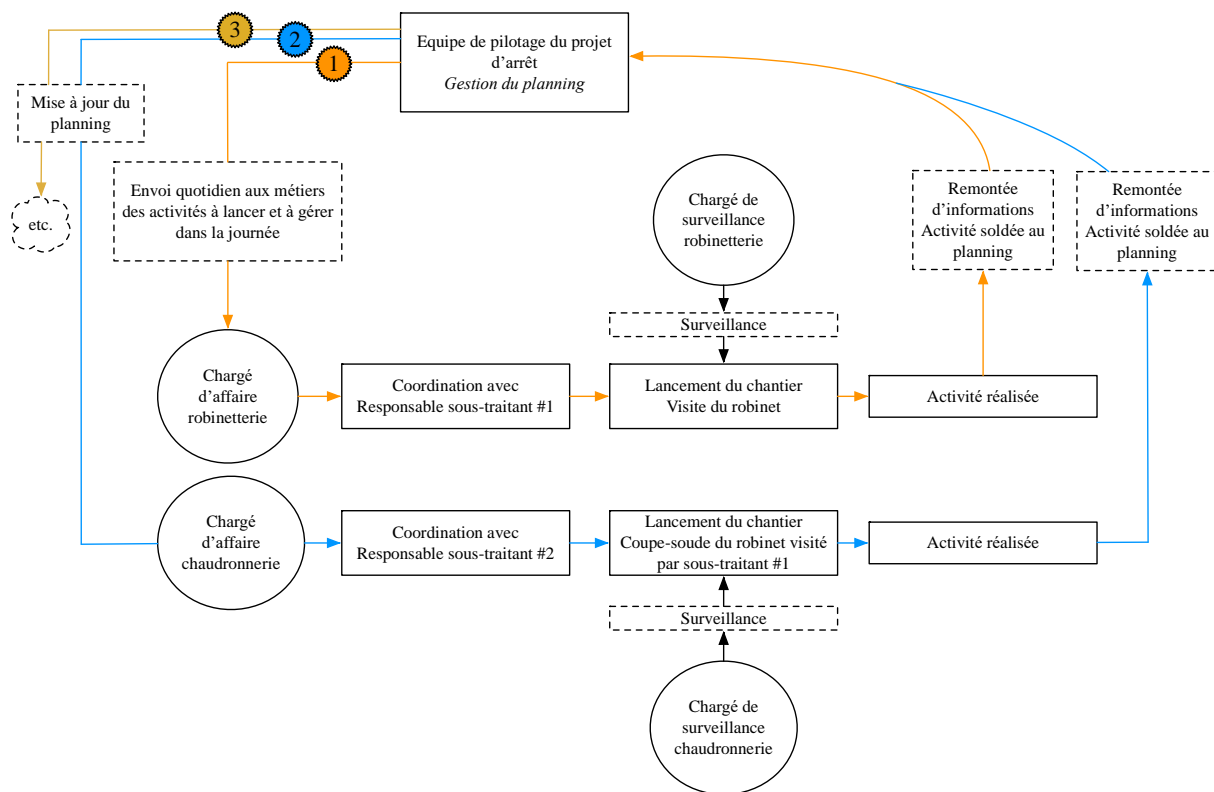 3
2
1
Equipe de pilotage du projet
d'arrêt
Gestion du planning
Mise à jour du
planning
etc.
Envoi quotidien aux métiers
des activités à lancer et à gérer
dans la journée
Chargé de
surveillance
robinetterie
Remontée
d’informations
Activité soldée au
planning
Remontée
d’informations
Activité soldée au
planning
Surveillance
Chargé
d’affaire
robinetterie
Coordination avec
Responsable sous-traitant #1
Lancement du chantier
Visite du robinet
Activité réalisée
Chargé
d’affaire
chaudronnerie
Coordination avec
Responsable sous-traitant #2
Lancement du chantier
Coupe-soude du robinet visité
par sous-traitant #1
Activité réalisée
Surveillance
Chargé de
surveillance
chaudronnerie